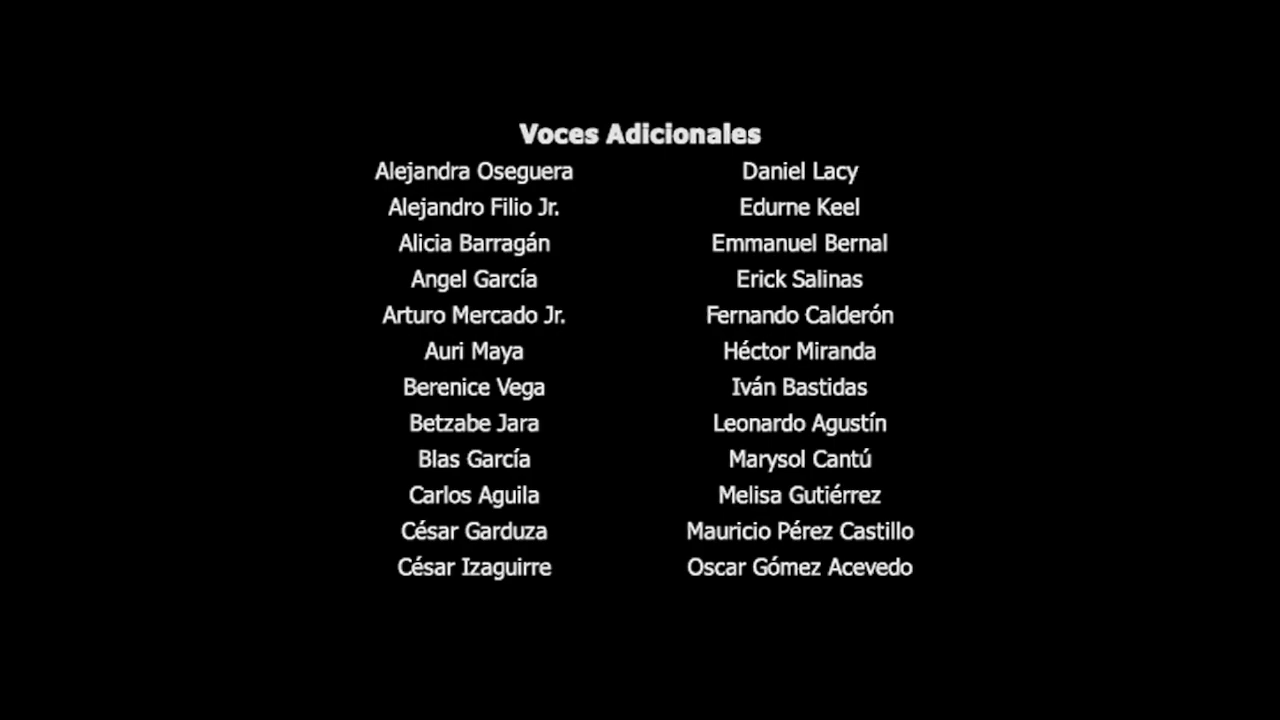 Voces Adicionales
Alejandra Oseguera
Alejandro Filio Jr.
Alicia Barragán
Angel García
Arturo Mercado Jr.
Auri Maya
Berenice Vega
Betzabe Jara
Blas García
Carlos Aguila
César Garduza
César Izaguirre
Daniel Lacy
Edurne Keel
Emmanuel Bernal
Erick Salinas
Fernando Calderón
Héctor Miranda
Iván Bastidas
Leonardo Agustín
Marysol Cantú
Melisa Gutiérrez
Mauricio Pérez Castillo
Oscar Gómez Acevedo